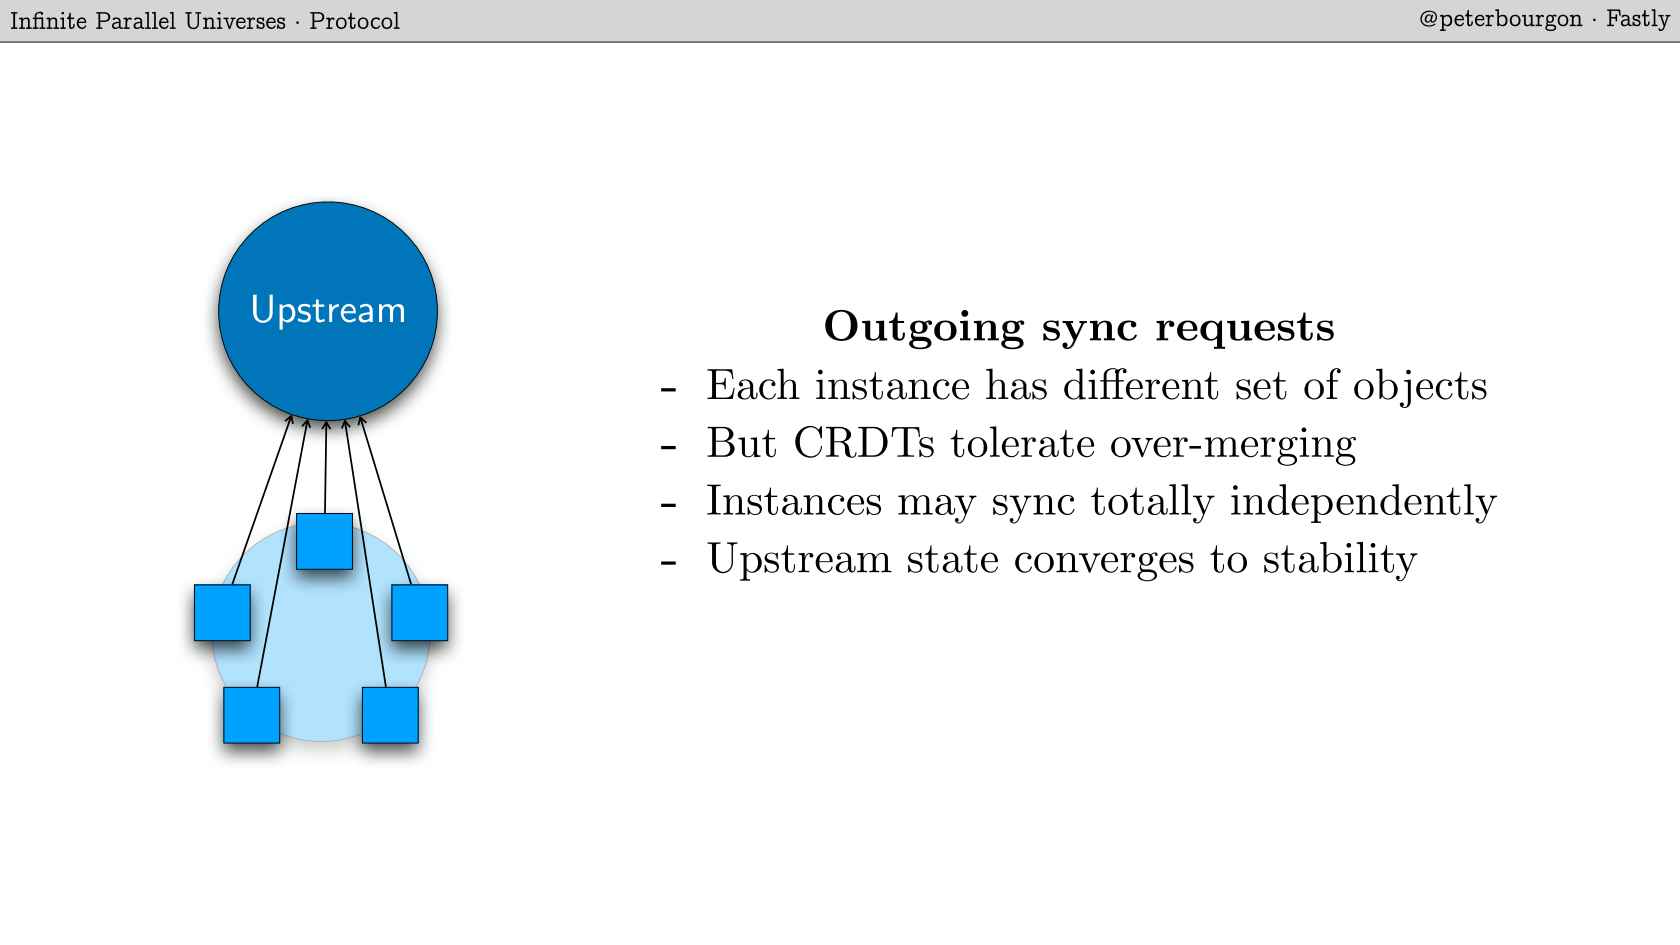 Infinite Parallel Universes · Protocol
@peterbourgon · Fastly
Upstream
Outgoing sync requests
- Each instance has different set of objects
- But CRDTs tolerate over-merging
- Instances may sync totally independently
- Upstream state converges to stability